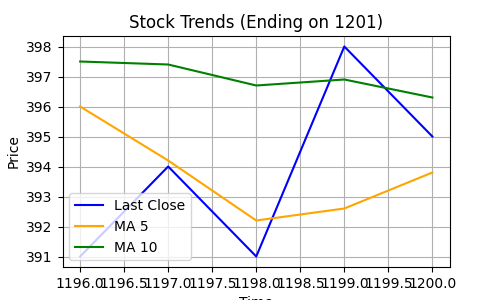 Stock Trends (Ending on 1201)
398
397
396
395
394
393
392
391
Price
Last Close
MA 5
MA 10
1196.0 1196.5 1197.0 1197.5 1198.0 1198.5 1199.0 1199.5 1200.0
Time